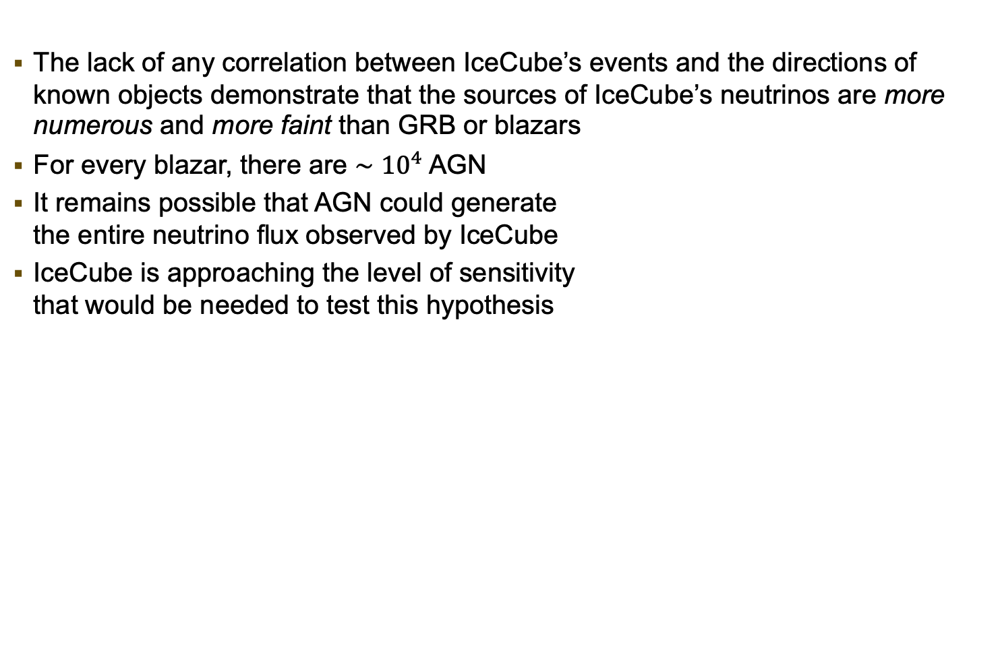 ▪ The lack of any correlation between IceCube’s events and the directions of
known objects demonstrate that the sources of IceCube’s neutrinos are more
numerous and more faint than GRB or blazars
▪ For every blazar, there are ~ 10⁴ AGN
▪ It remains possible that AGN could generate
the entire neutrino flux observed by IceCube
▪ IceCube is approaching the level of sensitivity
that would be needed to test this hypothesis